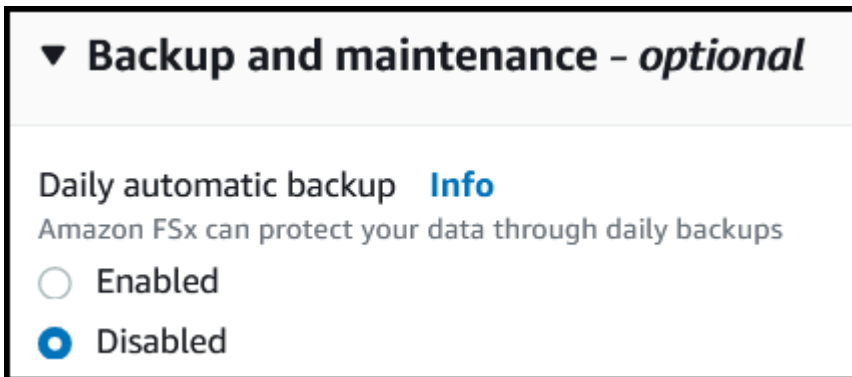 Backup and maintenance - optional
Daily automatic backup Info
Amazon FSx can protect your data through daily backups
Enabled
Disabled